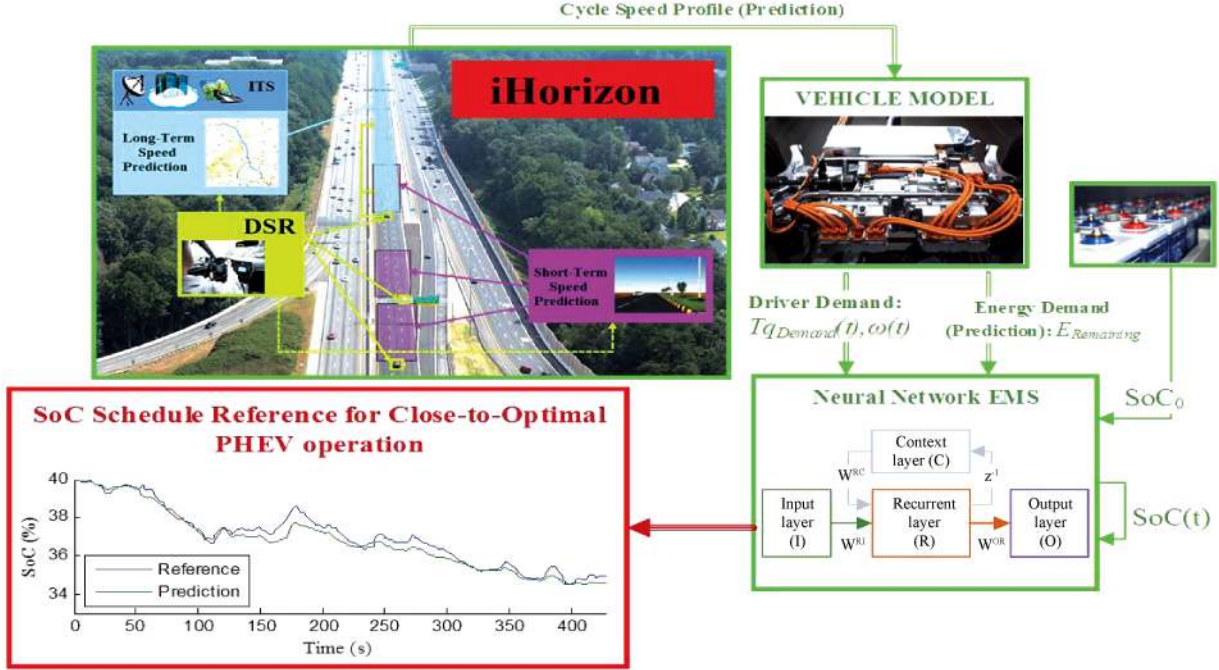 Cycle Speed Profile (Prediction)
ITS
Long-Term
Speed
Prediction
iHorizon
DSR
Short-Term
Speed
Prediction
VEHICLE MODEL
Driver Demand:
Tq_Demand(t), ω(t)
Energy Demand
(Prediction): E_Remaining
Neural Network EMS
SoC₀
Context
layer (C)
W^RC
z^-1
Input
layer
(I)
Recurrent
layer
(R)
Output
layer
(O)
W^RI
W^OR
SoC(t)
SoC Schedule Reference for Close-to-Optimal
PHEV operation
SoC (%)
40
38
36
34
Reference
Prediction
0 50 100 150 200 250 300 350 400
Time (s)